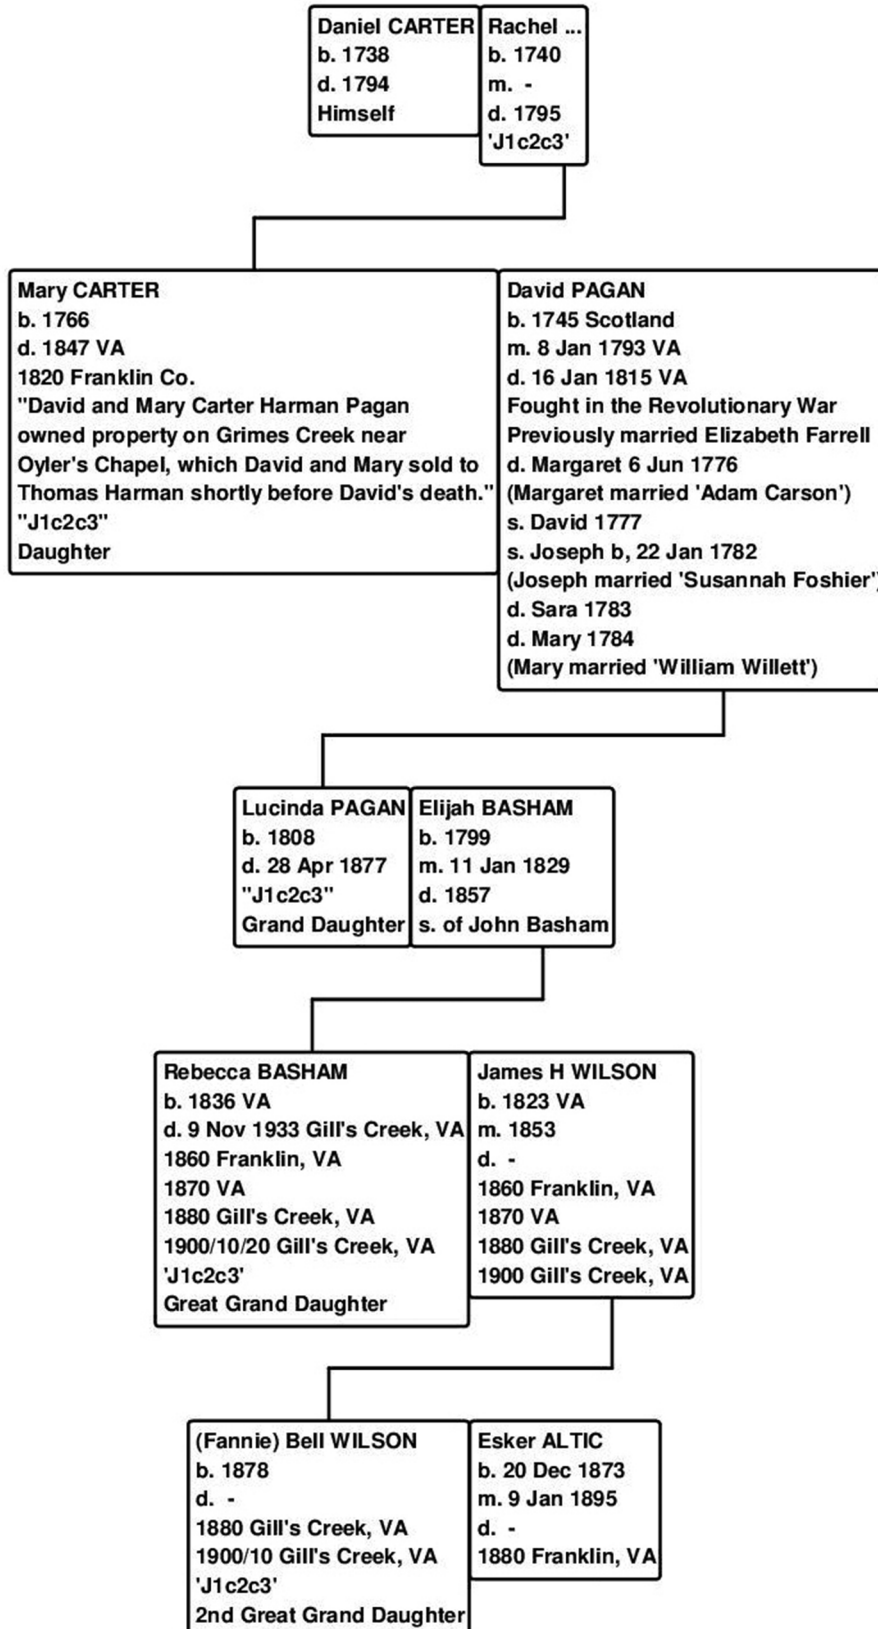 Daniel CARTER
b. 1738
d. 1794
Himself
Rachel ...
b. 1740
m. -
d. 1795
'J1c2c3'
Mary CARTER
b. 1766
d. 1847 VA
1820 Franklin Co.
"David and Mary Carter Harman Pagan
owned property on Grimes Creek near
Oyler's Chapel, which David and Mary sold to
Thomas Harman shortly before David's death."
"J1c2c3"
Daughter
David PAGAN
b. 1745 Scotland
m. 8 Jan 1793 VA
d. 16 Jan 1815 VA
Fought in the Revolutionary War
Previously married Elizabeth Farrell
d. Margaret 6 Jun 1776
(Margaret married 'Adam Carson')
s. David 1777
s. Joseph b, 22 Jan 1782
(Joseph married 'Susannah Foshier')
d. Sara 1783
d. Mary 1784
(Mary married 'William Willett')
Lucinda PAGAN
b. 1808
d. 28 Apr 1877
"J1c2c3"
Grand Daughter
Elijah BASHAM
b. 1799
m. 11 Jan 1829
d. 1857
s. of John Basham
Rebecca BASHAM
b. 1836 VA
d. 9 Nov 1933 Gill's Creek, VA
1860 Franklin, VA
1870 VA
1880 Gill's Creek, VA
1900/10/20 Gill's Creek, VA
'J1c2c3'
Great Grand Daughter
James H WILSON
b. 1823 VA
m. 1853
d. -
1860 Franklin, VA
1870 VA
1880 Gill's Creek, VA
1900 Gill's Creek, VA
(Fannie) Bell WILSON
b. 1878
d. -
1880 Gill's Creek, VA
1900/10 Gill's Creek, VA
'J1c2c3'
2nd Great Grand Daughter
Esker ALTIC
b. 20 Dec 1873
m. 9 Jan 1895
d. -
1880 Franklin, VA